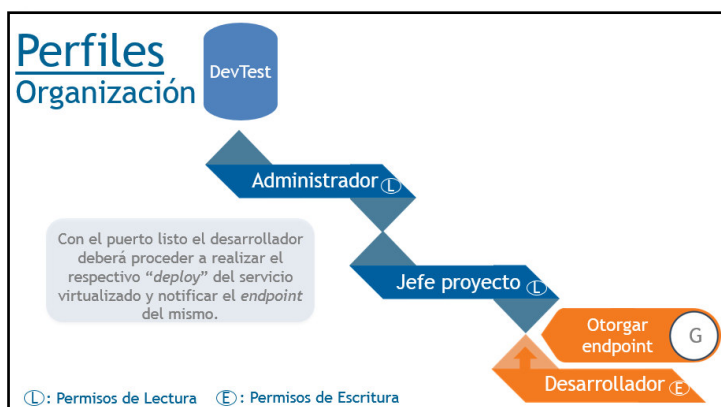 Perfiles
Organización
DevTest
Administrador L
Con el puerto listo el desarrollador
deberá proceder a realizar el
respectivo “deploy” del servicio
virtualizado y notificar el endpoint
del mismo.
Jefe proyecto L
Otorgar
endpoint
G
Desarrollador E
L: Permisos de Lectura E: Permisos de Escritura